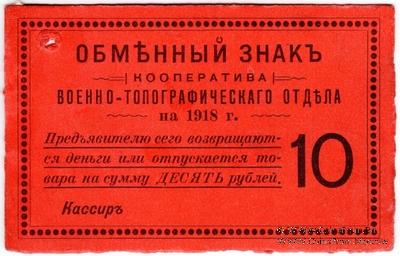 ОБМѢННЫЙ ЗНАКЪ
КООПЕРАТИВА
ВОЕННО-ТОПОГРАФИЧЕСКАГО ОТДѢЛА
на 1918 г.
Предъявителю сего возвращают-
ся деньги или отпускается то-
вара на сумму ДЕСЯТЬ рублей.
10
Кассиръ